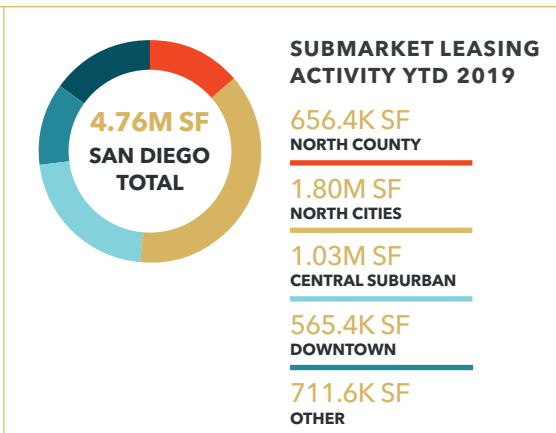 4.76M SF
SAN DIEGO
TOTAL
SUBMARKET LEASING
ACTIVITY YTD 2019
656.4K SF
NORTH COUNTY
1.80M SF
NORTH CITIES
1.03M SF
CENTRAL SUBURBAN
565.4K SF
DOWNTOWN
711.6K SF
OTHER